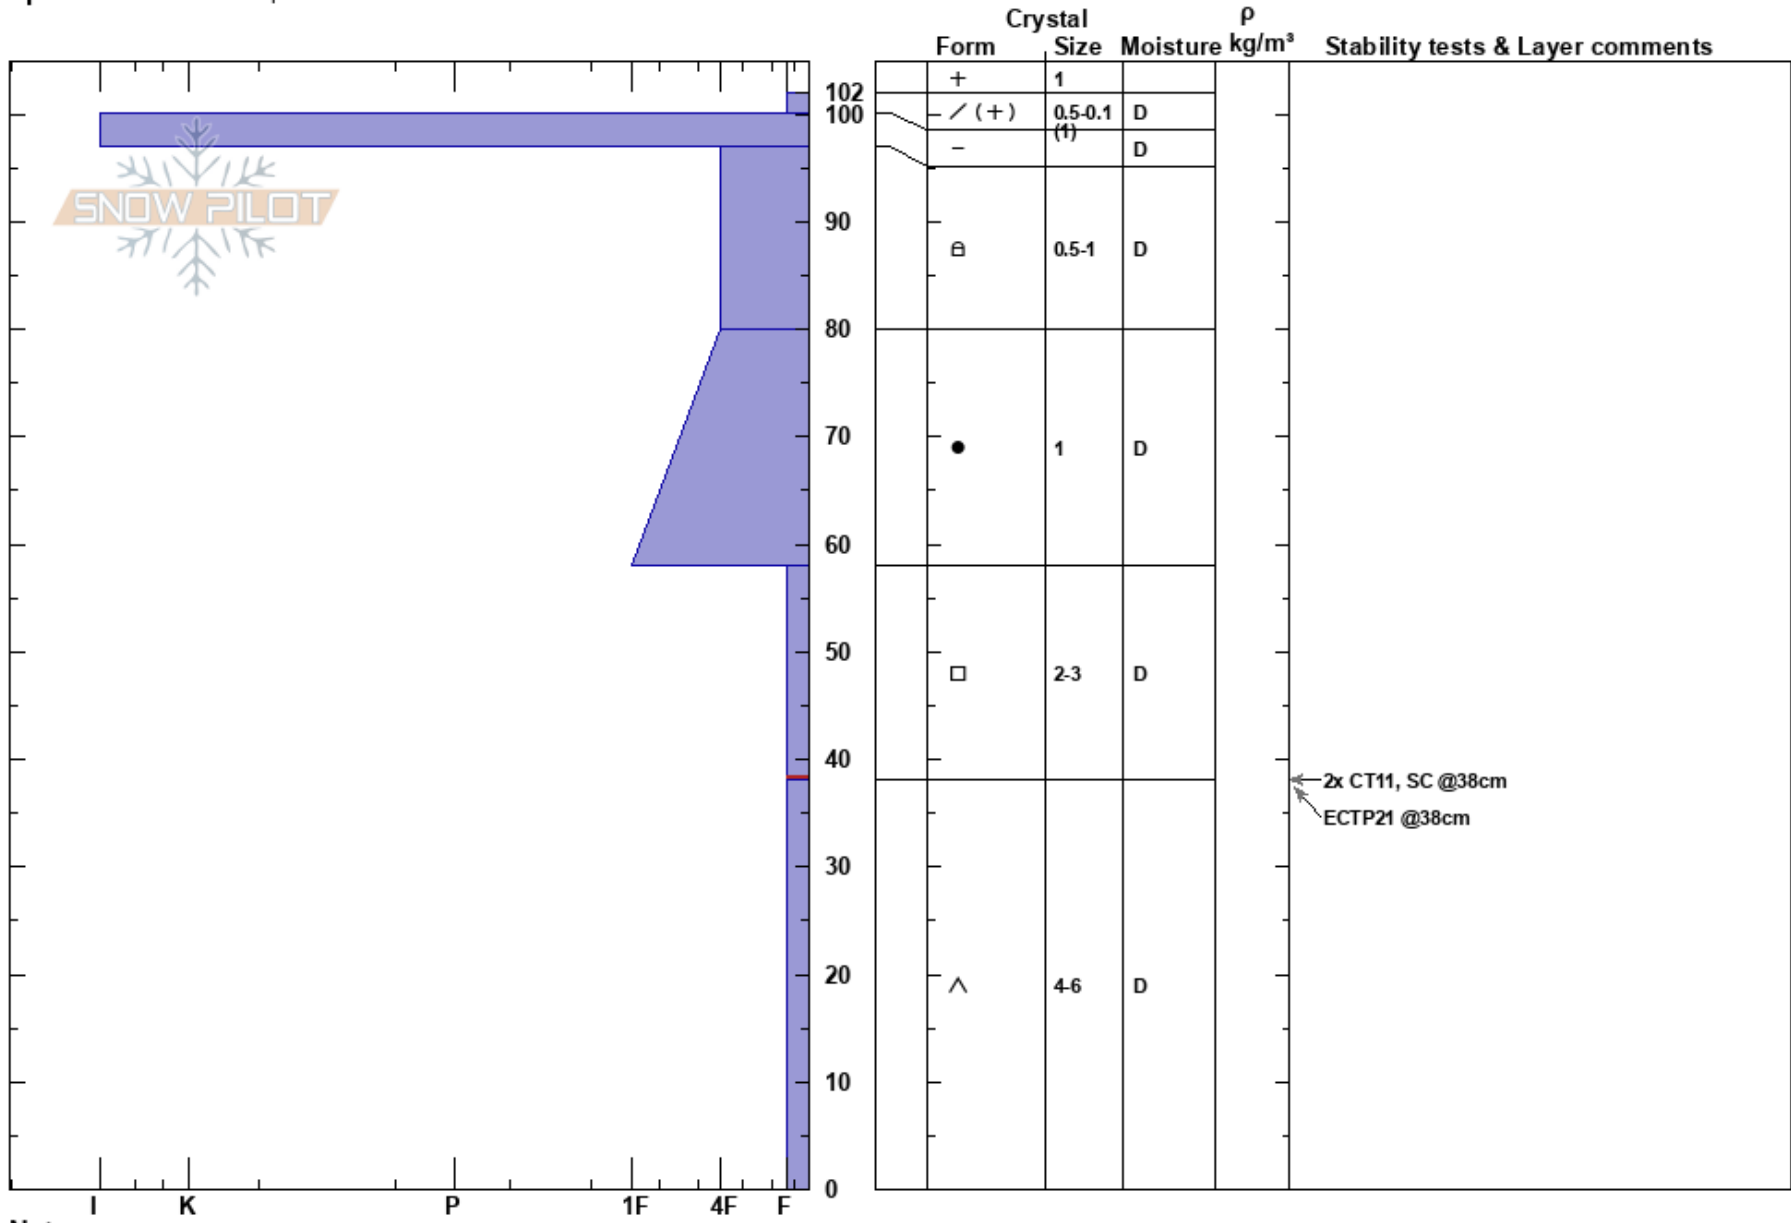 Crystal ρ
Form Size Moisture kg/m³ Stability tests & Layer comments
+ 1
102
100 / (+) 0.5-0.1 D
(1)
- D
SNOW PILOT
90
0.5-1 D
80
70
● 1 D
60
50
□ 2-3 D
40
2x CT11, SC @38cm
ECTP21 @38cm
30
20
∧ 4-6 D
10
0
I K P 1F 4F F